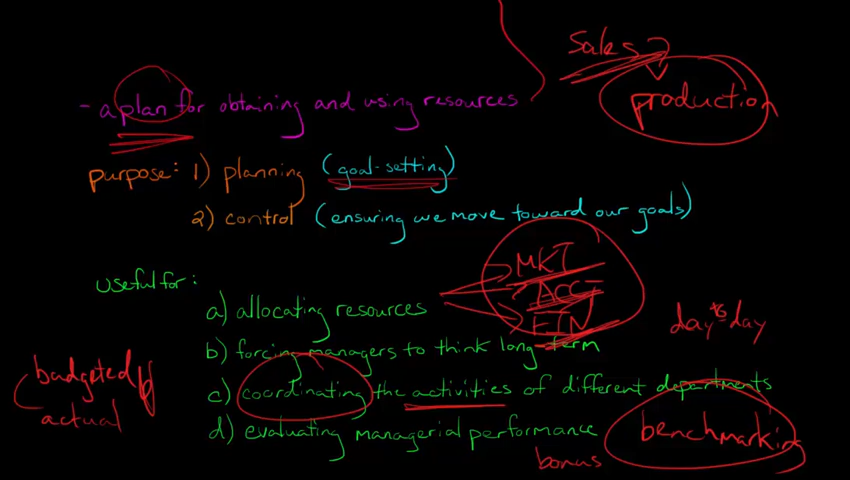 Sales?
production
- a plan for obtaining and using resources
purpose: 1) planning (goal-setting)
2) control (ensuring we move toward our goals)
useful for:
MKT
ACCT
FIN
a) allocating resources
day to day
b) forcing managers to think long term
budgeted
actual
c) coordinating the activities of different departments
d) evaluating managerial performance
benchmarking
bonus